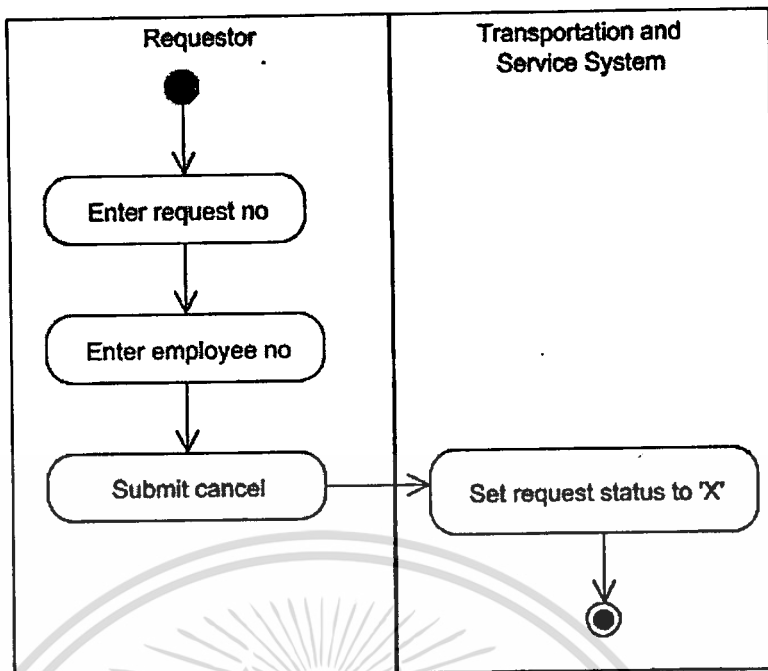 Requestor
Transportation and
Service System
Enter request no
Enter employee no
Submit cancel
Set request status to 'X'